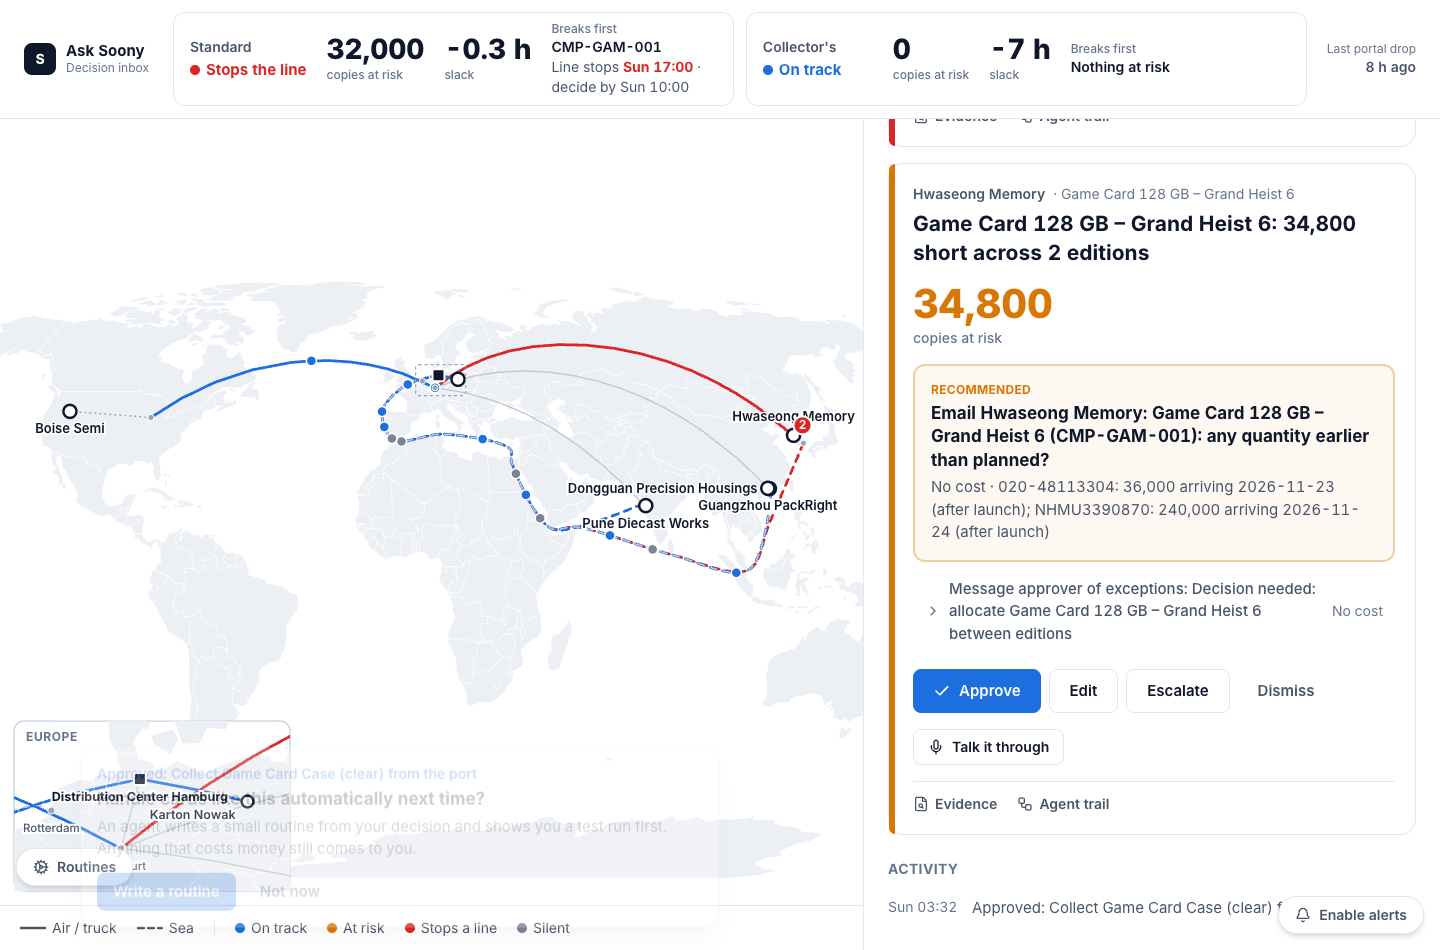 S
Ask Soony
Decision inbox
Standard
Stops the line
32,000
copies at risk
-0.3 h
slack
Breaks first
CMP-GAM-001
Line stops Sun 17:00 ·
decide by Sun 10:00
Collector's
On track
0
copies at risk
-7 h
slack
Breaks first
Nothing at risk
Last portal drop
8 h ago
Evidence
Agent trail
Hwaseong Memory · Game Card 128 GB – Grand Heist 6
Game Card 128 GB – Grand Heist 6: 34,800
short across 2 editions
34,800
copies at risk
RECOMMENDED
Email Hwaseong Memory: Game Card 128 GB –
Grand Heist 6 (CMP-GAM-001): any quantity earlier
than planned?
No cost · 020-48113304: 36,000 arriving 2026-11-23
(after launch); NHMU3390870: 240,000 arriving 2026-11-
24 (after launch)
Message approver of exceptions: Decision needed:
allocate Game Card 128 GB – Grand Heist 6
between editions
No cost
Approve
Edit
Escalate
Dismiss
Talk it through
Evidence
Agent trail
ACTIVITY
Sun 03:32 Approved: Collect Game Card Case (clear) f
Enable alerts
Boise Semi
Hwaseong Memory
2
Dongguan Precision Housings
Guangzhou PackRight
Pune Diecast Works
EUROPE
Distribution Center Hamburg
Karton Nowak
Rotterdam
urt
Routines
Approved: Collect Game Card Case (clear) from the port
Handle cards like this automatically next time?
An agent writes a small routine from your decision and shows you a test run first.
Anything that costs money still comes to you.
Write a routine
Not now
Air / truck
Sea
On track
At risk
Stops a line
Silent